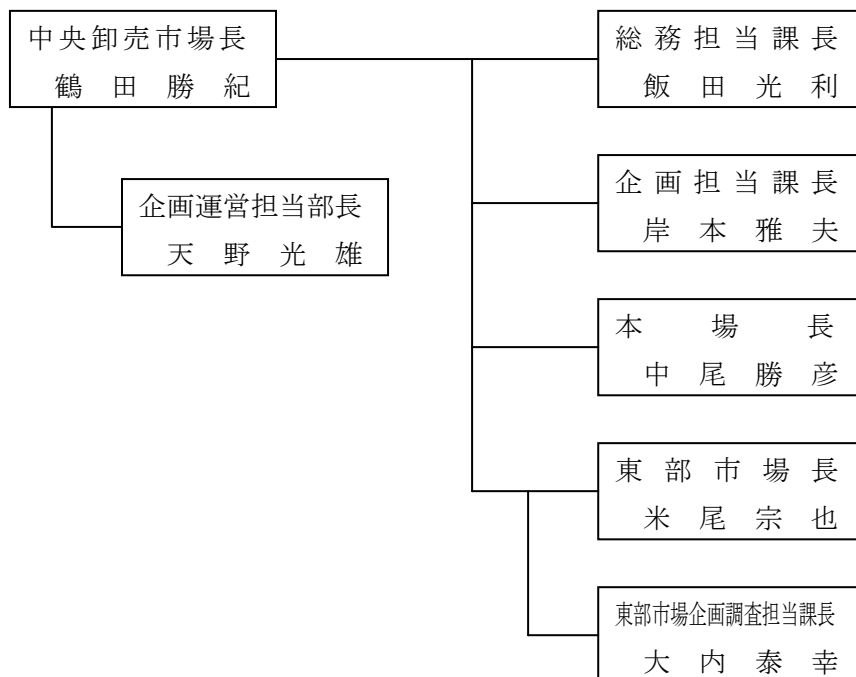 中央卸売市場長
鶴田勝紀
企画運営担当部長
天野光雄
総務担当課長
飯田光利
企画担当課長
岸本雅夫
本場長
中尾勝彦
東部市場長
米尾宗也
東部市場企画調査担当課長
大内泰幸